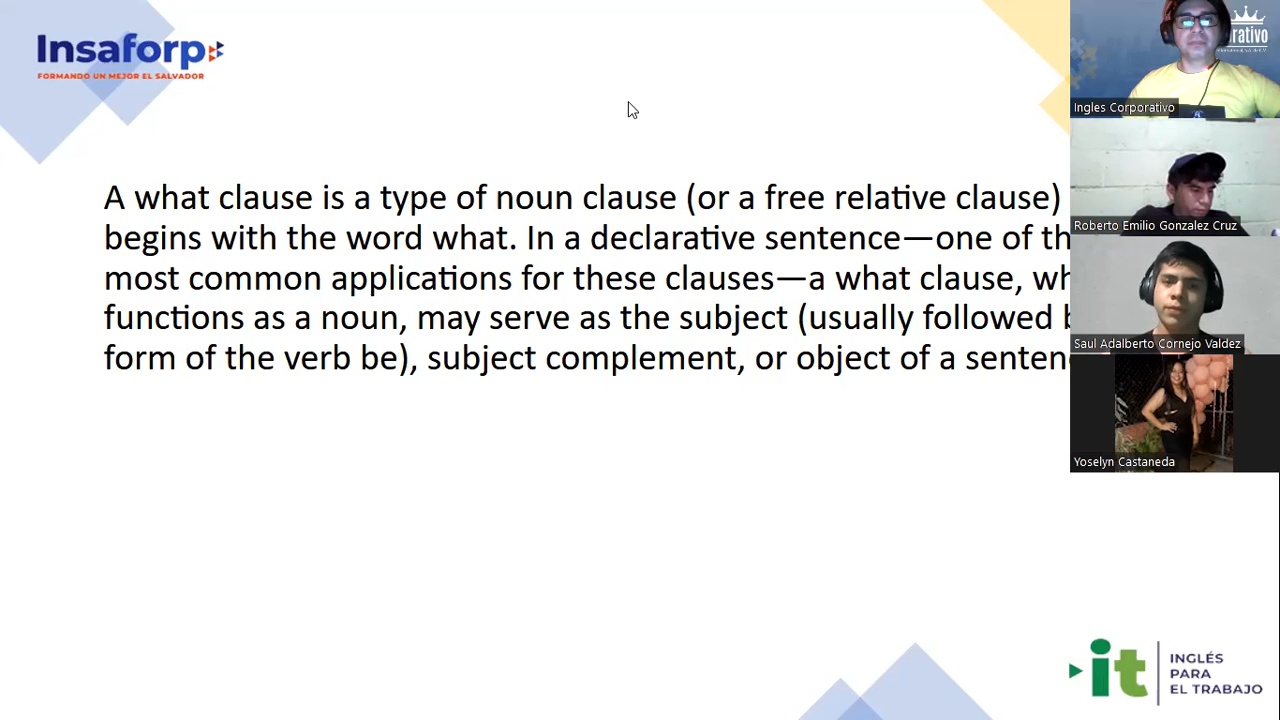 Insaforp
FORMANDO UN MEJOR EL SALVADOR
A what clause is a type of noun clause (or a free relative clause)
begins with the word what. In a declarative sentence—one of
most common applications for these clauses—a what clause,
functions as a noun, may serve as the subject (usually followed
form of the verb be), subject complement, or object of a
rativo
Ingles Corporativo
Roberto Emilio Gonzalez Cruz
Saul Adalberto Cornejo Valdez
Yoselyn Castaneda
it
INGLÉS
PARA
EL TRABAJO